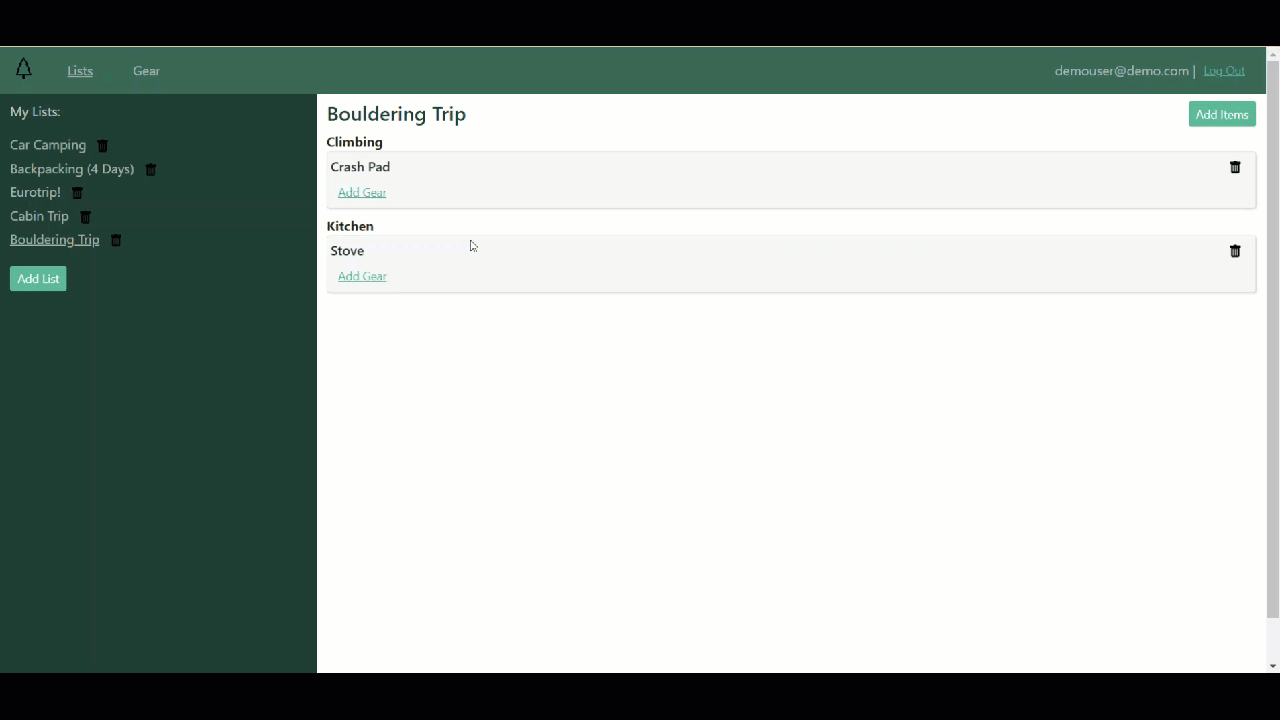 Lists Gear demouser@demo.com | Log Out
My Lists:
Car Camping
Backpacking (4 Days)
Eurotrip!
Cabin Trip
Bouldering Trip
Add List
Bouldering Trip Add Items
Climbing
Crash Pad
Add Gear
Kitchen
Stove
Add Gear